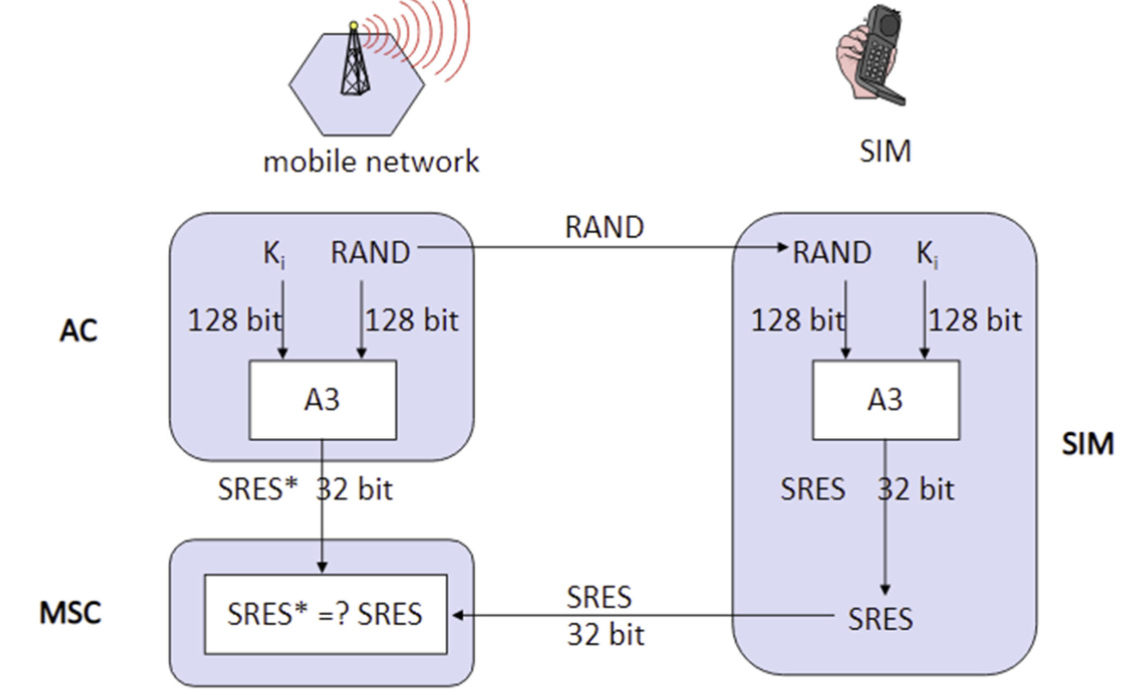 mobile network
SIM
RAND
K_i RAND
RAND K_i
AC
128 bit 128 bit
128 bit 128 bit
A3
A3
SIM
SRES* 32 bit
SRES 32 bit
MSC
SRES* =? SRES
SRES
32 bit
SRES